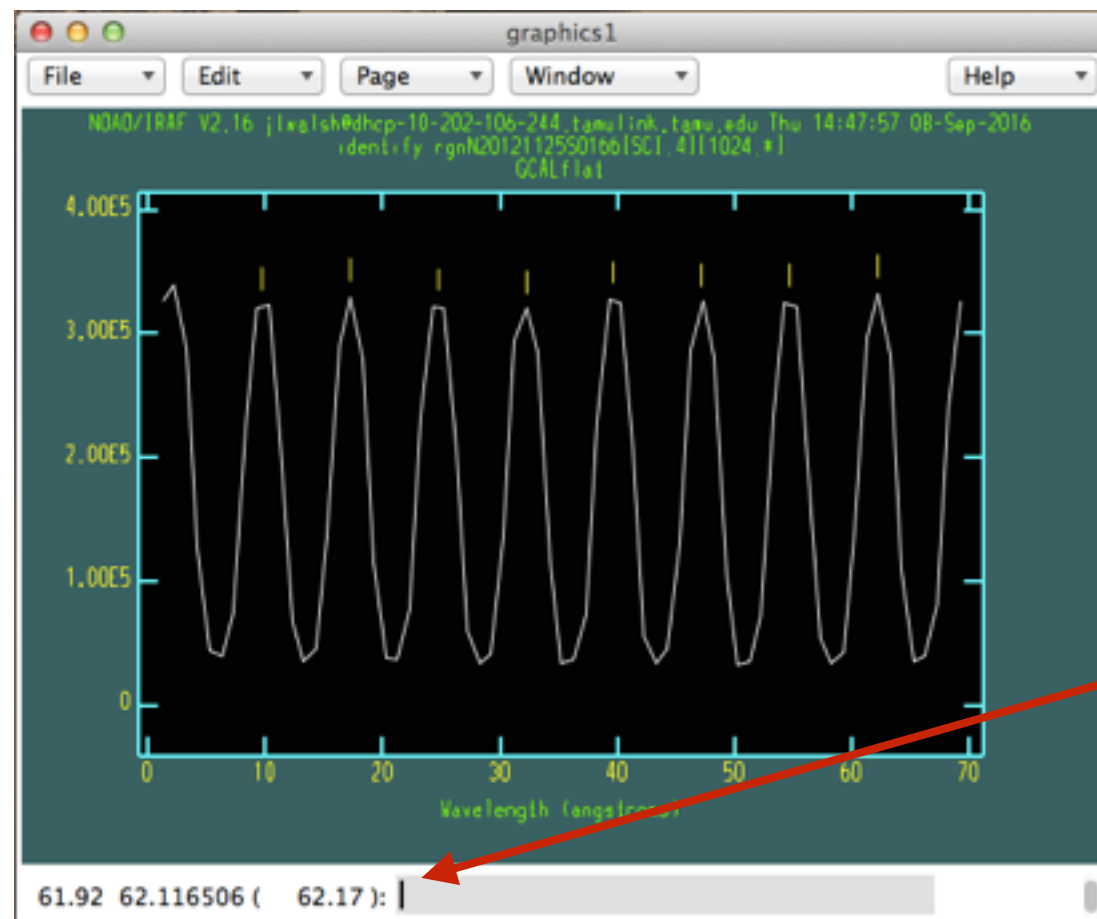 graphics1
File Edit Page Window Help
NOAO/IRAF V2.16 jlwalsh@dhcp-10-202-106-244.tamulink.tamu.edu Thu 14:47:57 08-Sep-2016
identify rgnN20121125S0166[SCI,4][1024,*]
GCALflat
4.00E5
3.00E5
2.00E5
1.00E5
0
0 10 20 30 40 50 60 70
Wavelength (angstroms)
61.92 62.116506 ( 62.17 ):